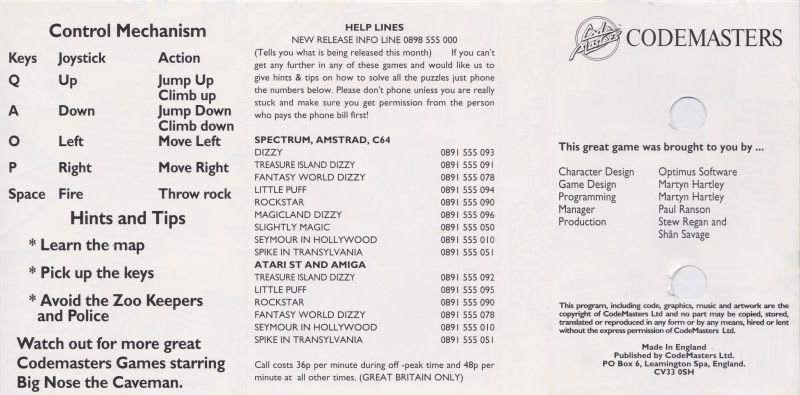 Control Mechanism
Keys Joystick Action
Q Up Jump Up
Climb up
A Down Jump Down
Climb down
O Left Move Left
P Right Move Right
Space Fire Throw rock
Hints and Tips
* Learn the map
* Pick up the keys
* Avoid the Zoo Keepers
and Police
Watch out for more great
Codemasters Games starring
Big Nose the Caveman.
HELP LINES
NEW RELEASE INFO LINE 0898 555 000
(Tells you what is being released this month) If you can't
get any further in any of these games and would like us to
give hints & tips on how to solve all the puzzles just phone
the numbers below. Please don't phone unless you are really
stuck and make sure you get permission from the person
who pays the phone bill first!
SPECTRUM, AMSTRAD, C64
DIZZY 0891 555 093
TREASURE ISLAND DIZZY 0891 555 091
FANTASY WORLD DIZZY 0891 555 078
LITTLE PUFF 0891 555 094
ROCKSTAR 0891 555 090
MAGICLAND DIZZY 0891 555 096
SLIGHTLY MAGIC 0891 555 050
SEYMOUR IN HOLLYWOOD 0891 555 010
SPIKE IN TRANSYLVANIA 0891 555 051
ATARI ST AND AMIGA
TREASURE ISLAND DIZZY 0891 555 092
LITTLE PUFF 0891 555 095
ROCKSTAR 0891 555 090
FANTASY WORLD DIZZY 0891 555 078
SEYMOUR IN HOLLYWOOD 0891 555 010
SPIKE IN TRANSYLVANIA 0891 555 051
Call costs 36p per minute during off -peak time and 48p per
minute at all other times. (GREAT BRITAIN ONLY)
Code Masters CODEMASTERS
This great game was brought to you by ...
Character Design Optimus Software
Game Design Martyn Hartley
Programming Martyn Hartley
Manager Paul Ranson
Production Stew Regan and
Shân Savage
This program, including code, graphics, music and artwork are the
copyright of CodeMasters Ltd and no part may be copied, stored,
translated or reproduced in any form or by any means, hired or lent
without the express permission of CodeMasters Ltd.
Made In England
Published by CodeMasters Ltd.
PO Box 6, Leamington Spa, England.
CV33 0SH